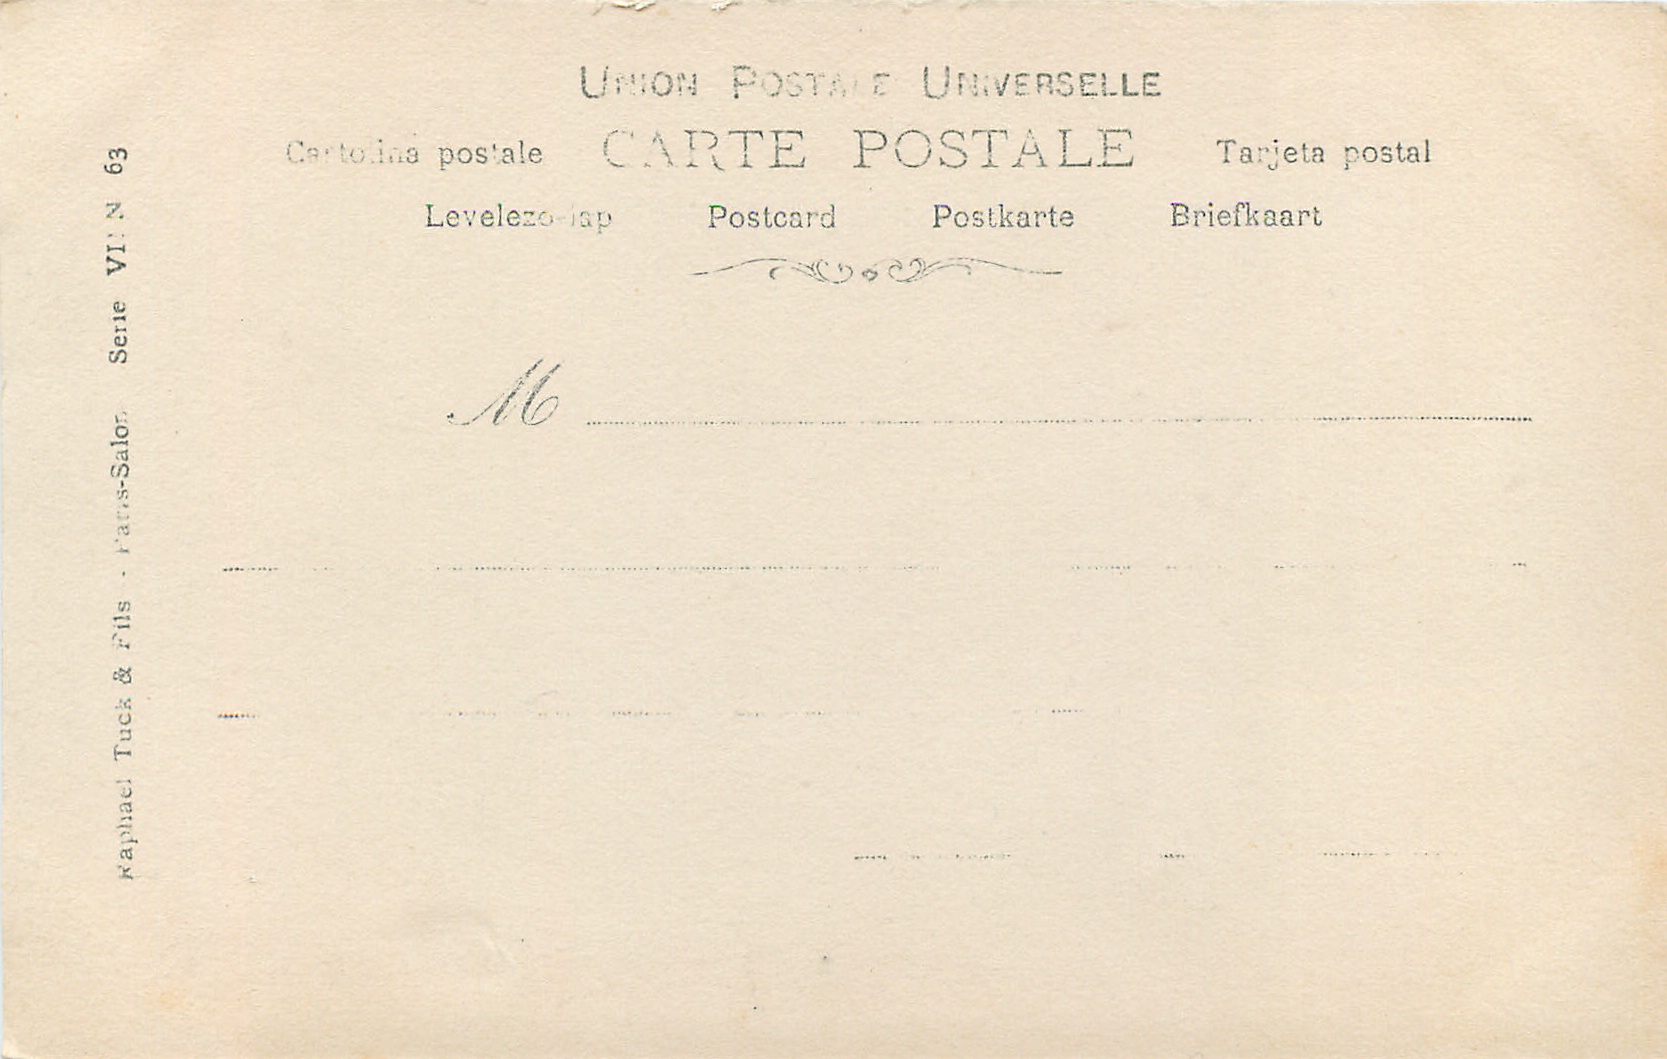 UNION POSTALE UNIVERSELLE
Cartolina postale CARTE POSTALE Tarjeta postal
Levelezo-lap Postcard Postkarte Briefkaart
M
Raphael Tuck & Fils - Paris-Salon Serie VII N 63